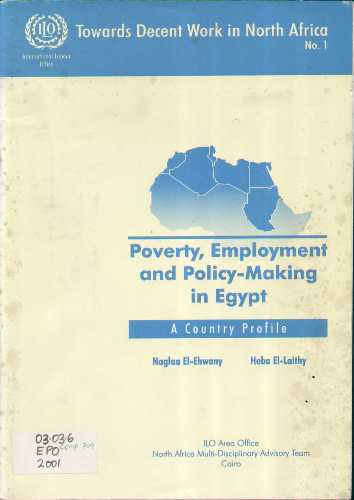 ILO
International Labour
Office
Towards Decent Work in North Africa
No. 1
Poverty, Employment
and Policy-Making
in Egypt
A Country Profile
Naglaa El-Ehwany Heba El-Laithy
03.03.6
EPO
2001
ILO Area Office
North Africa Multi-Disciplinary Advisory Team
Cairo